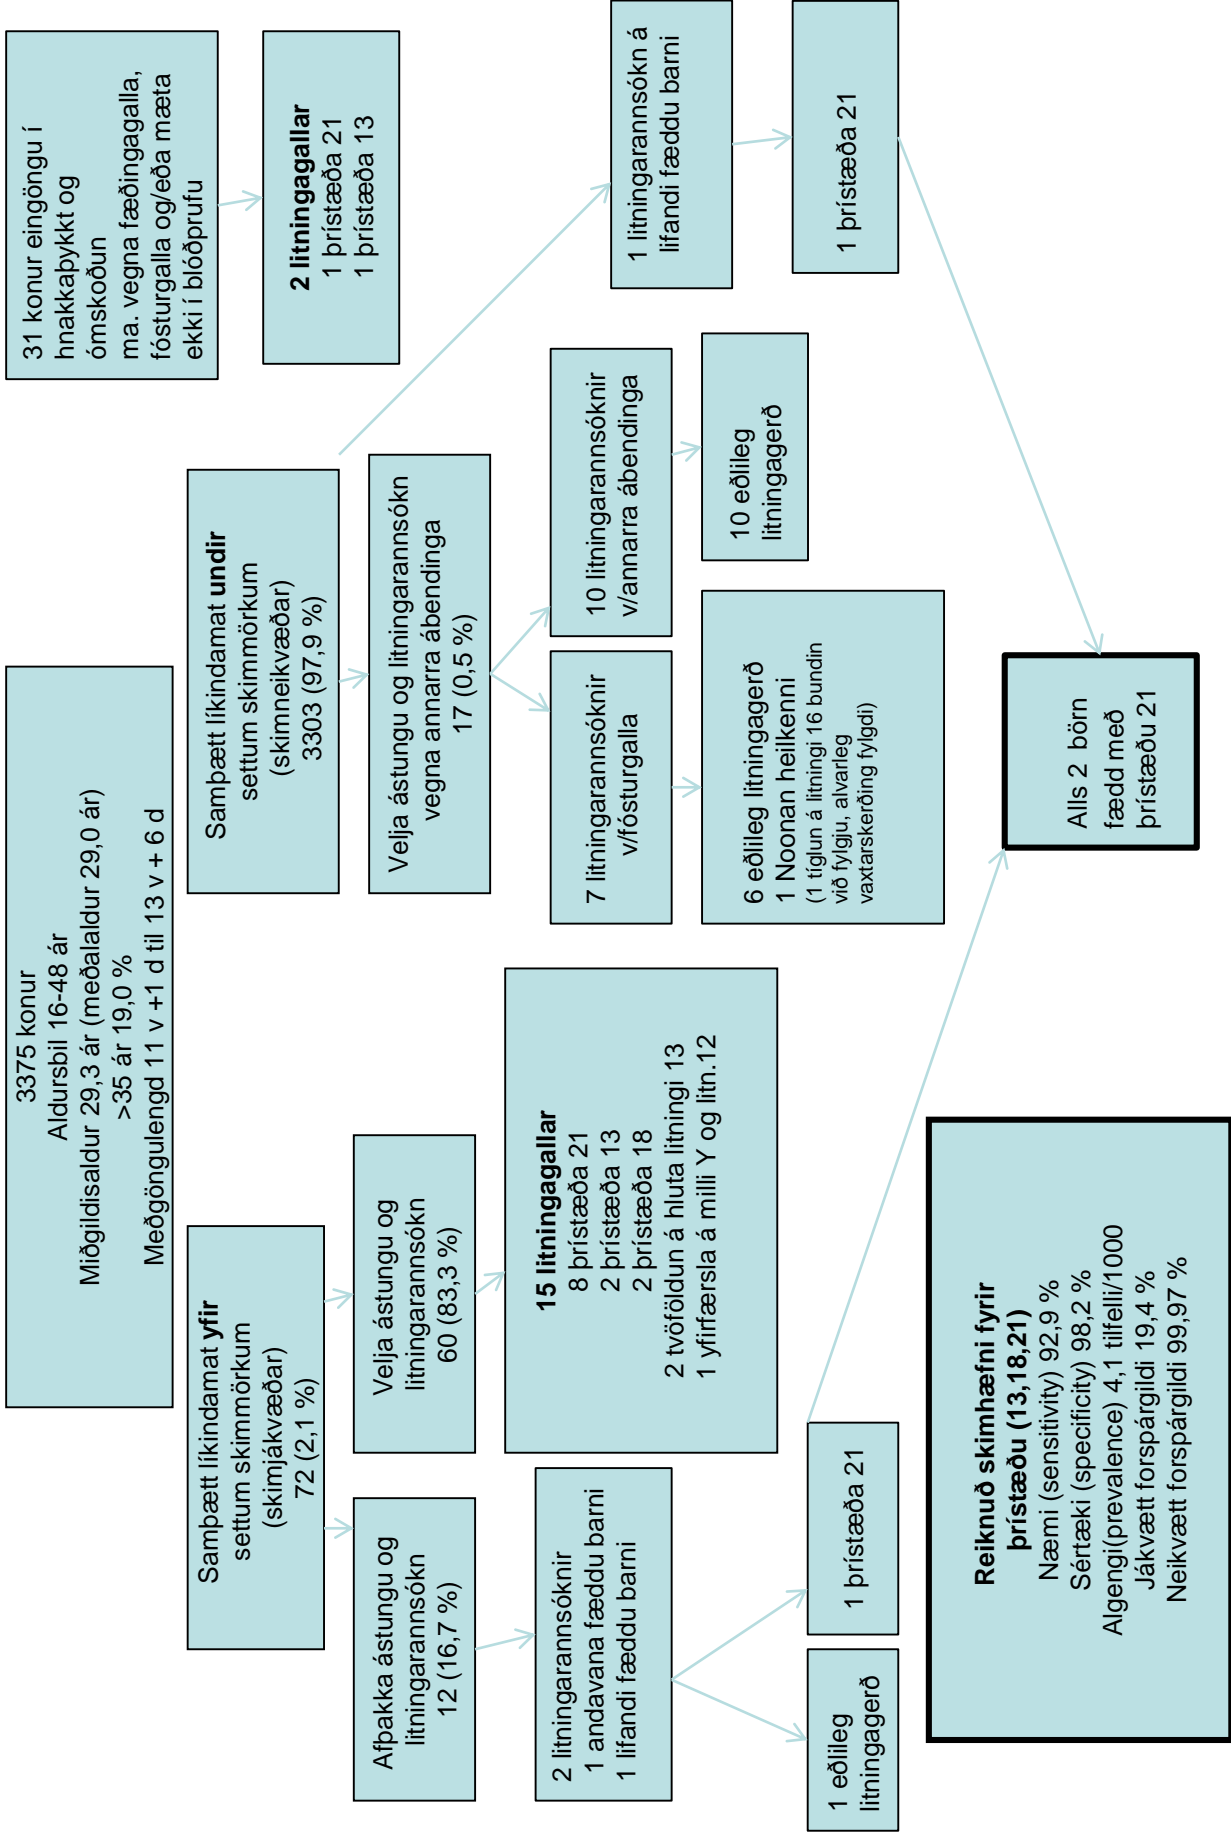 3375 konur
Aldursbil 16-48 ár
Miðgildisaldur 29,3 ár (meðalaldur 29,0 ár)
>35 ár 19,0 %
Meðgöngulengd 11 v +1 d til 13 v + 6 d
31 konur eingöngu í
hnakkaþykkt og
ómskoðun
ma. vegna fæðingagalla,
fósturgalla og/eða mæta
ekki í blóðprufu
2 litningagallar
1 þrístæða 21
1 þrístæða 13
Samþætt líkindamat yfir
settum skimmörkum
(skimjákvæðar)
72 (2,1 %)
Samþætt líkindamat undir
settum skimmörkum
(skimneikvæðar)
3303 (97,9 %)
Afþakka ástungu og
litningarannsókn
12 (16,7 %)
Velja ástungu og
litningarannsókn
60 (83,3 %)
Velja ástungu og litningarannsókn
vegna annarra ábendinga
17 (0,5 %)
2 litningarannsóknir
1 andavana fæddu barni
1 lifandi fæddu barni
15 litningagallar
8 þrístæða 21
2 þrístæða 13
2 þrístæða 18
2 tvöföldun á hluta litningi 13
1 yfirfærsla á milli Y og litn.12
7 litningarannsóknir
v/fósturgalla
10 litningarannsóknir
v/annarra ábendinga
1 litningarannsókn á
lifandi fæddu barni
6 eðlileg litningagerð
1 Noonan heilkenni
(1 tíglun á litningi 16 bundin
við fylgju, alvarleg
vaxtarskerðing fylgdi)
10 eðlileg
litningagerð
1 þrístæða 21
1 eðlileg
litningagerð
1 þrístæða 21
Reiknuð skimhæfni fyrir
þrístæðu (13,18,21)
Næmi (sensitivity) 92,9 %
Sértæki (specificity) 98,2 %
Algengi(prevalence) 4,1 tilfelli/1000
Jákvætt forspárgildi 19,4 %
Neikvætt forspárgildi 99,97 %
Alls 2 börn
fædd með
þrístæðu 21